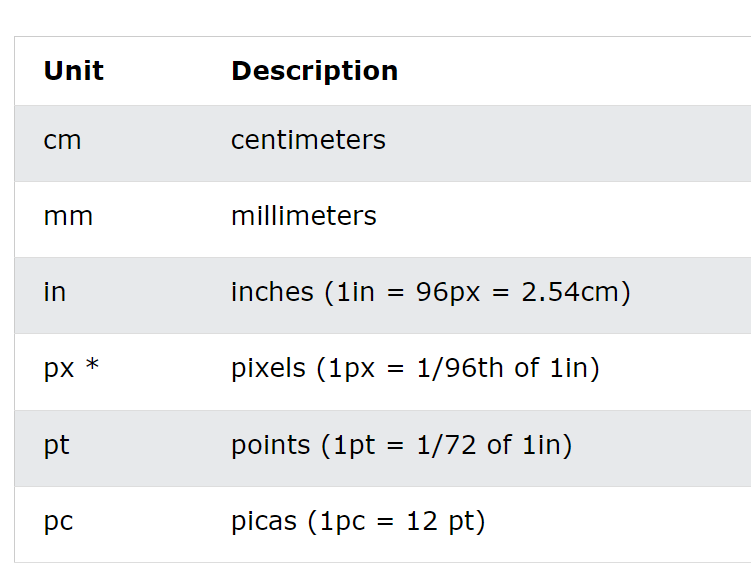 Unit Description
cm centimeters
mm millimeters
in inches (1in = 96px = 2.54cm)
px * pixels (1px = 1/96th of 1in)
pt points (1pt = 1/72 of 1in)
pc picas (1pc = 12 pt)